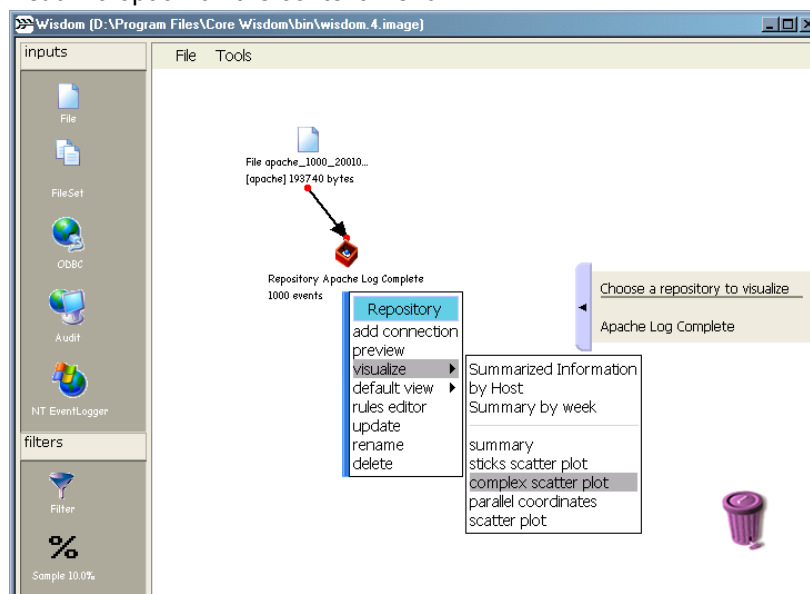 Wisdom (D:\Program Files\Core Wisdom\bin\wisdom.4.image)
inputs
File
FileSet
ODBC
Audit
NT EventLogger
filters
Filter
%
Sample 10.0%
File Tools
File apache_1000_20010...
[apache] 193740 bytes
Repository Apache Log Complete
1000 events
Repository
add connection
preview
visualize
default view
rules editor
update
rename
delete
Summarized Information
by Host
Summary by week
summary
sticks scatter plot
complex scatter plot
parallel coordinates
scatter plot
Choose a repository to visualize
Apache Log Complete